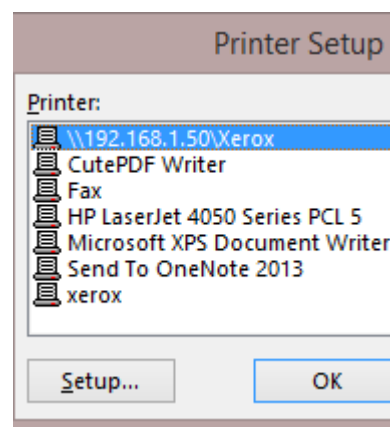 Printer Setup
Printer:
\\192.168.1.50\Xerox
CutePDF Writer
Fax
HP LaserJet 4050 Series PCL 5
Microsoft XPS Document Writer
Send To OneNote 2013
xerox
Setup... OK